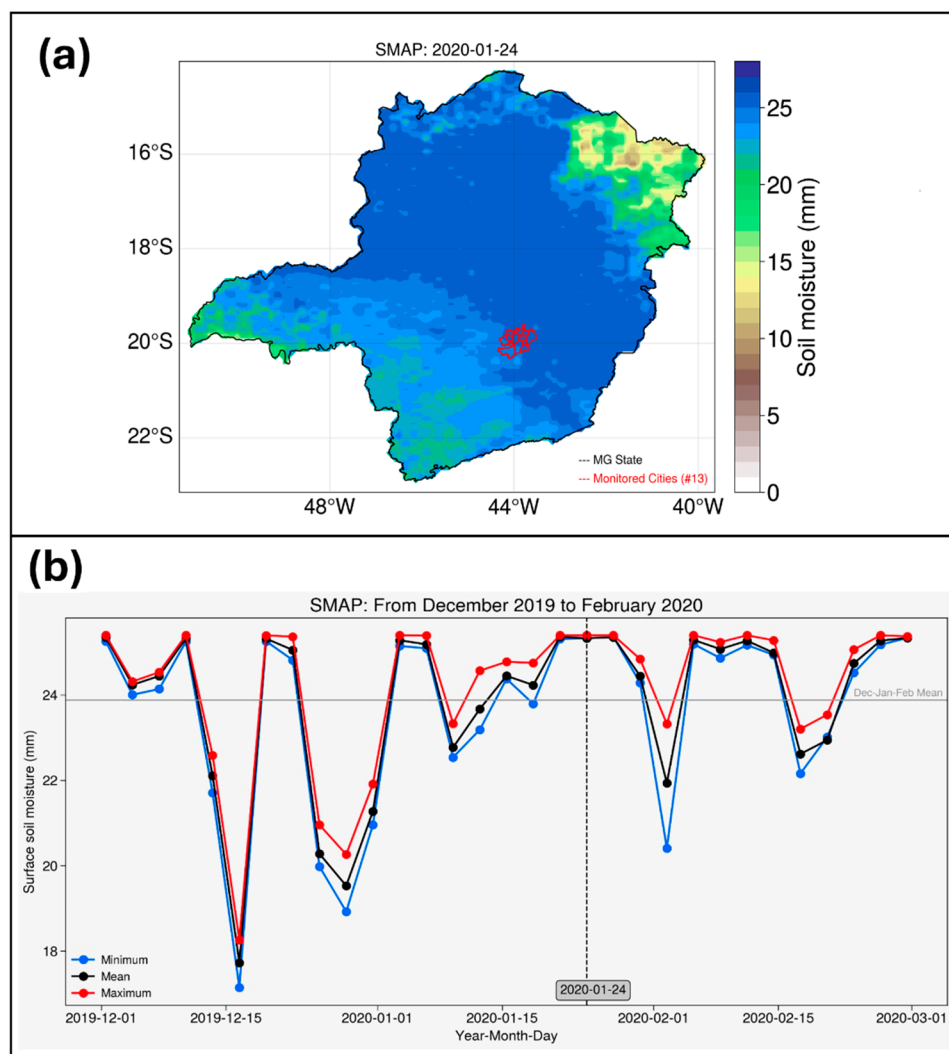 (a)
SMAP: 2020-01-24
16°S
18°S
20°S
22°S
48°W
44°W
40°W
--- MG State
--- Monitored Cities (#13)
25
20
15
10
5
0
Soil moisture (mm)
(b)
SMAP: From December 2019 to February 2020
24
22
20
18
Surface soil moisture (mm)
Dec-Jan-Feb Mean
Minimum
Mean
Maximum
2020-01-24
2019-12-01
2019-12-15
2020-01-01
2020-01-15
2020-02-01
2020-02-15
2020-03-01
Year-Month-Day